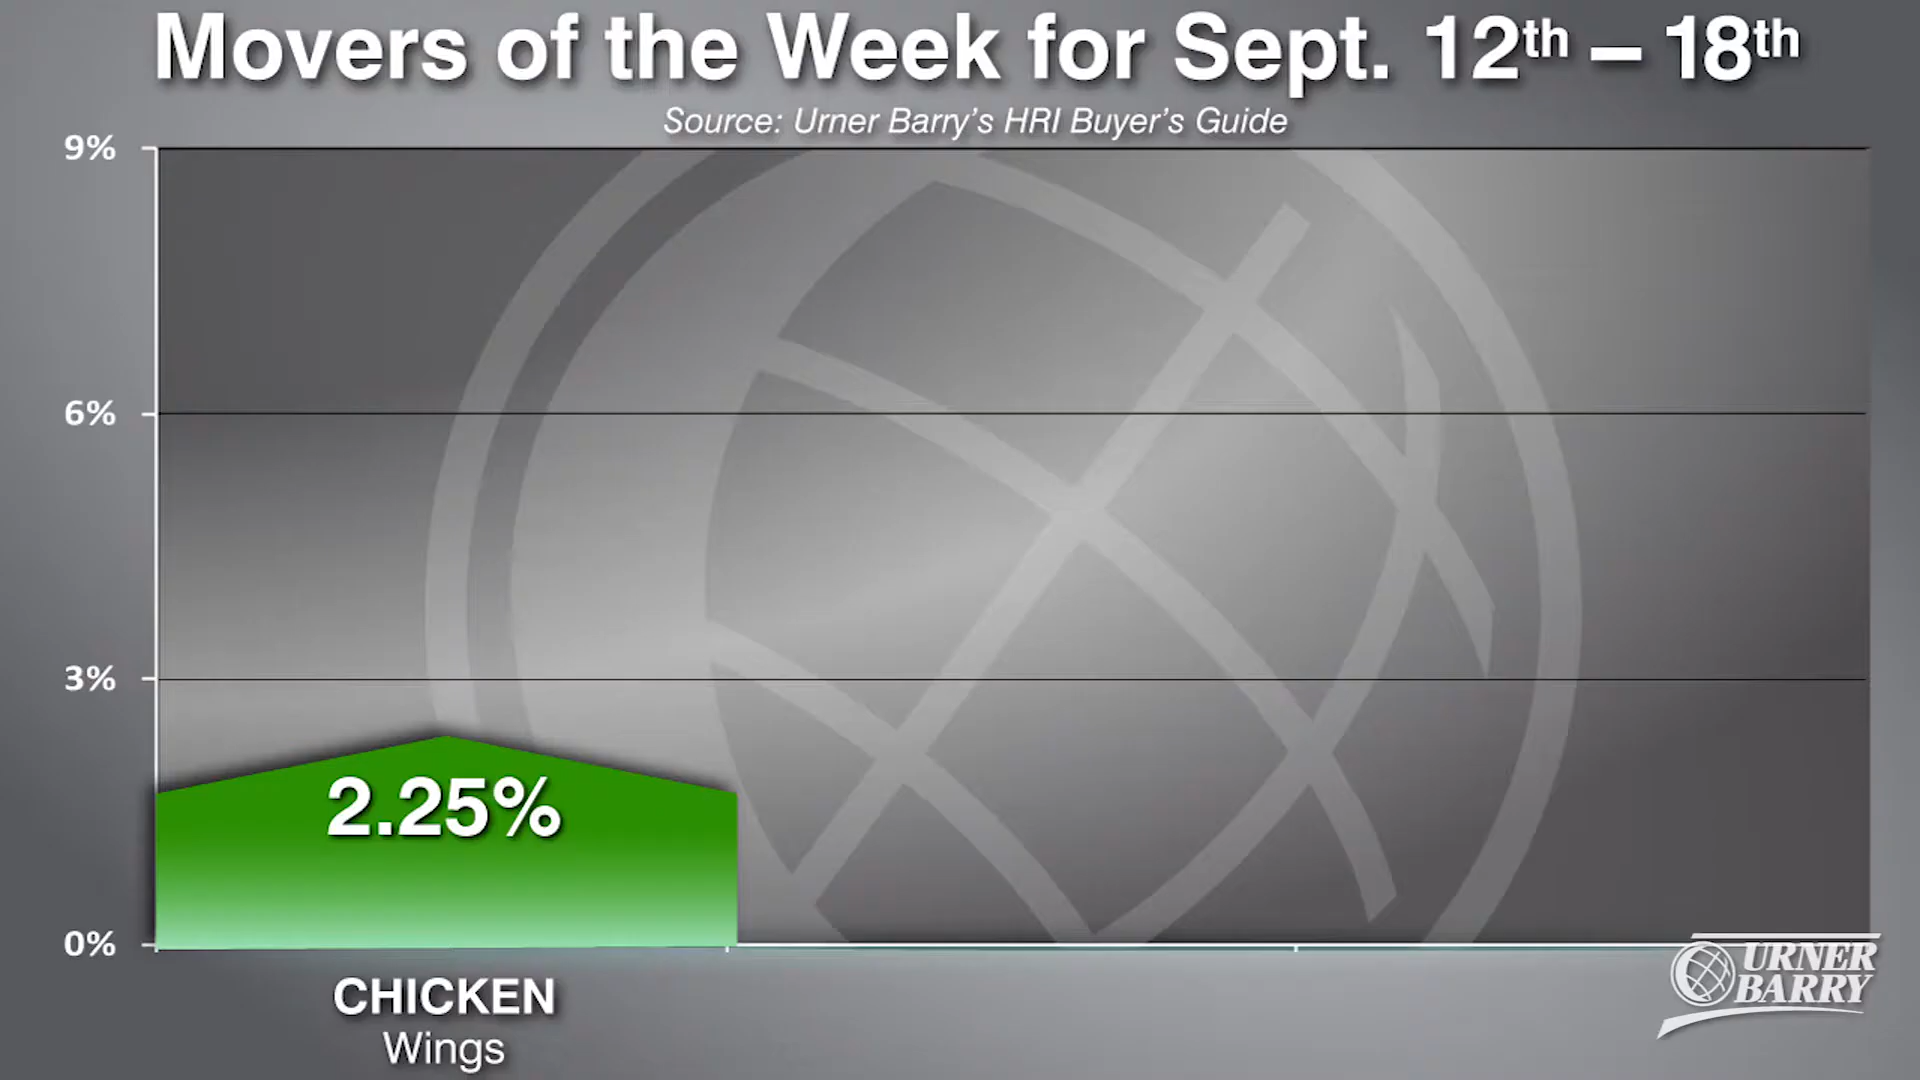 Movers of the Week for Sept. 12th – 18th
Source: Urner Barry's HRI Buyer's Guide
9%
6%
3%
0%
2.25%
CHICKEN
Wings
URNER
BARRY